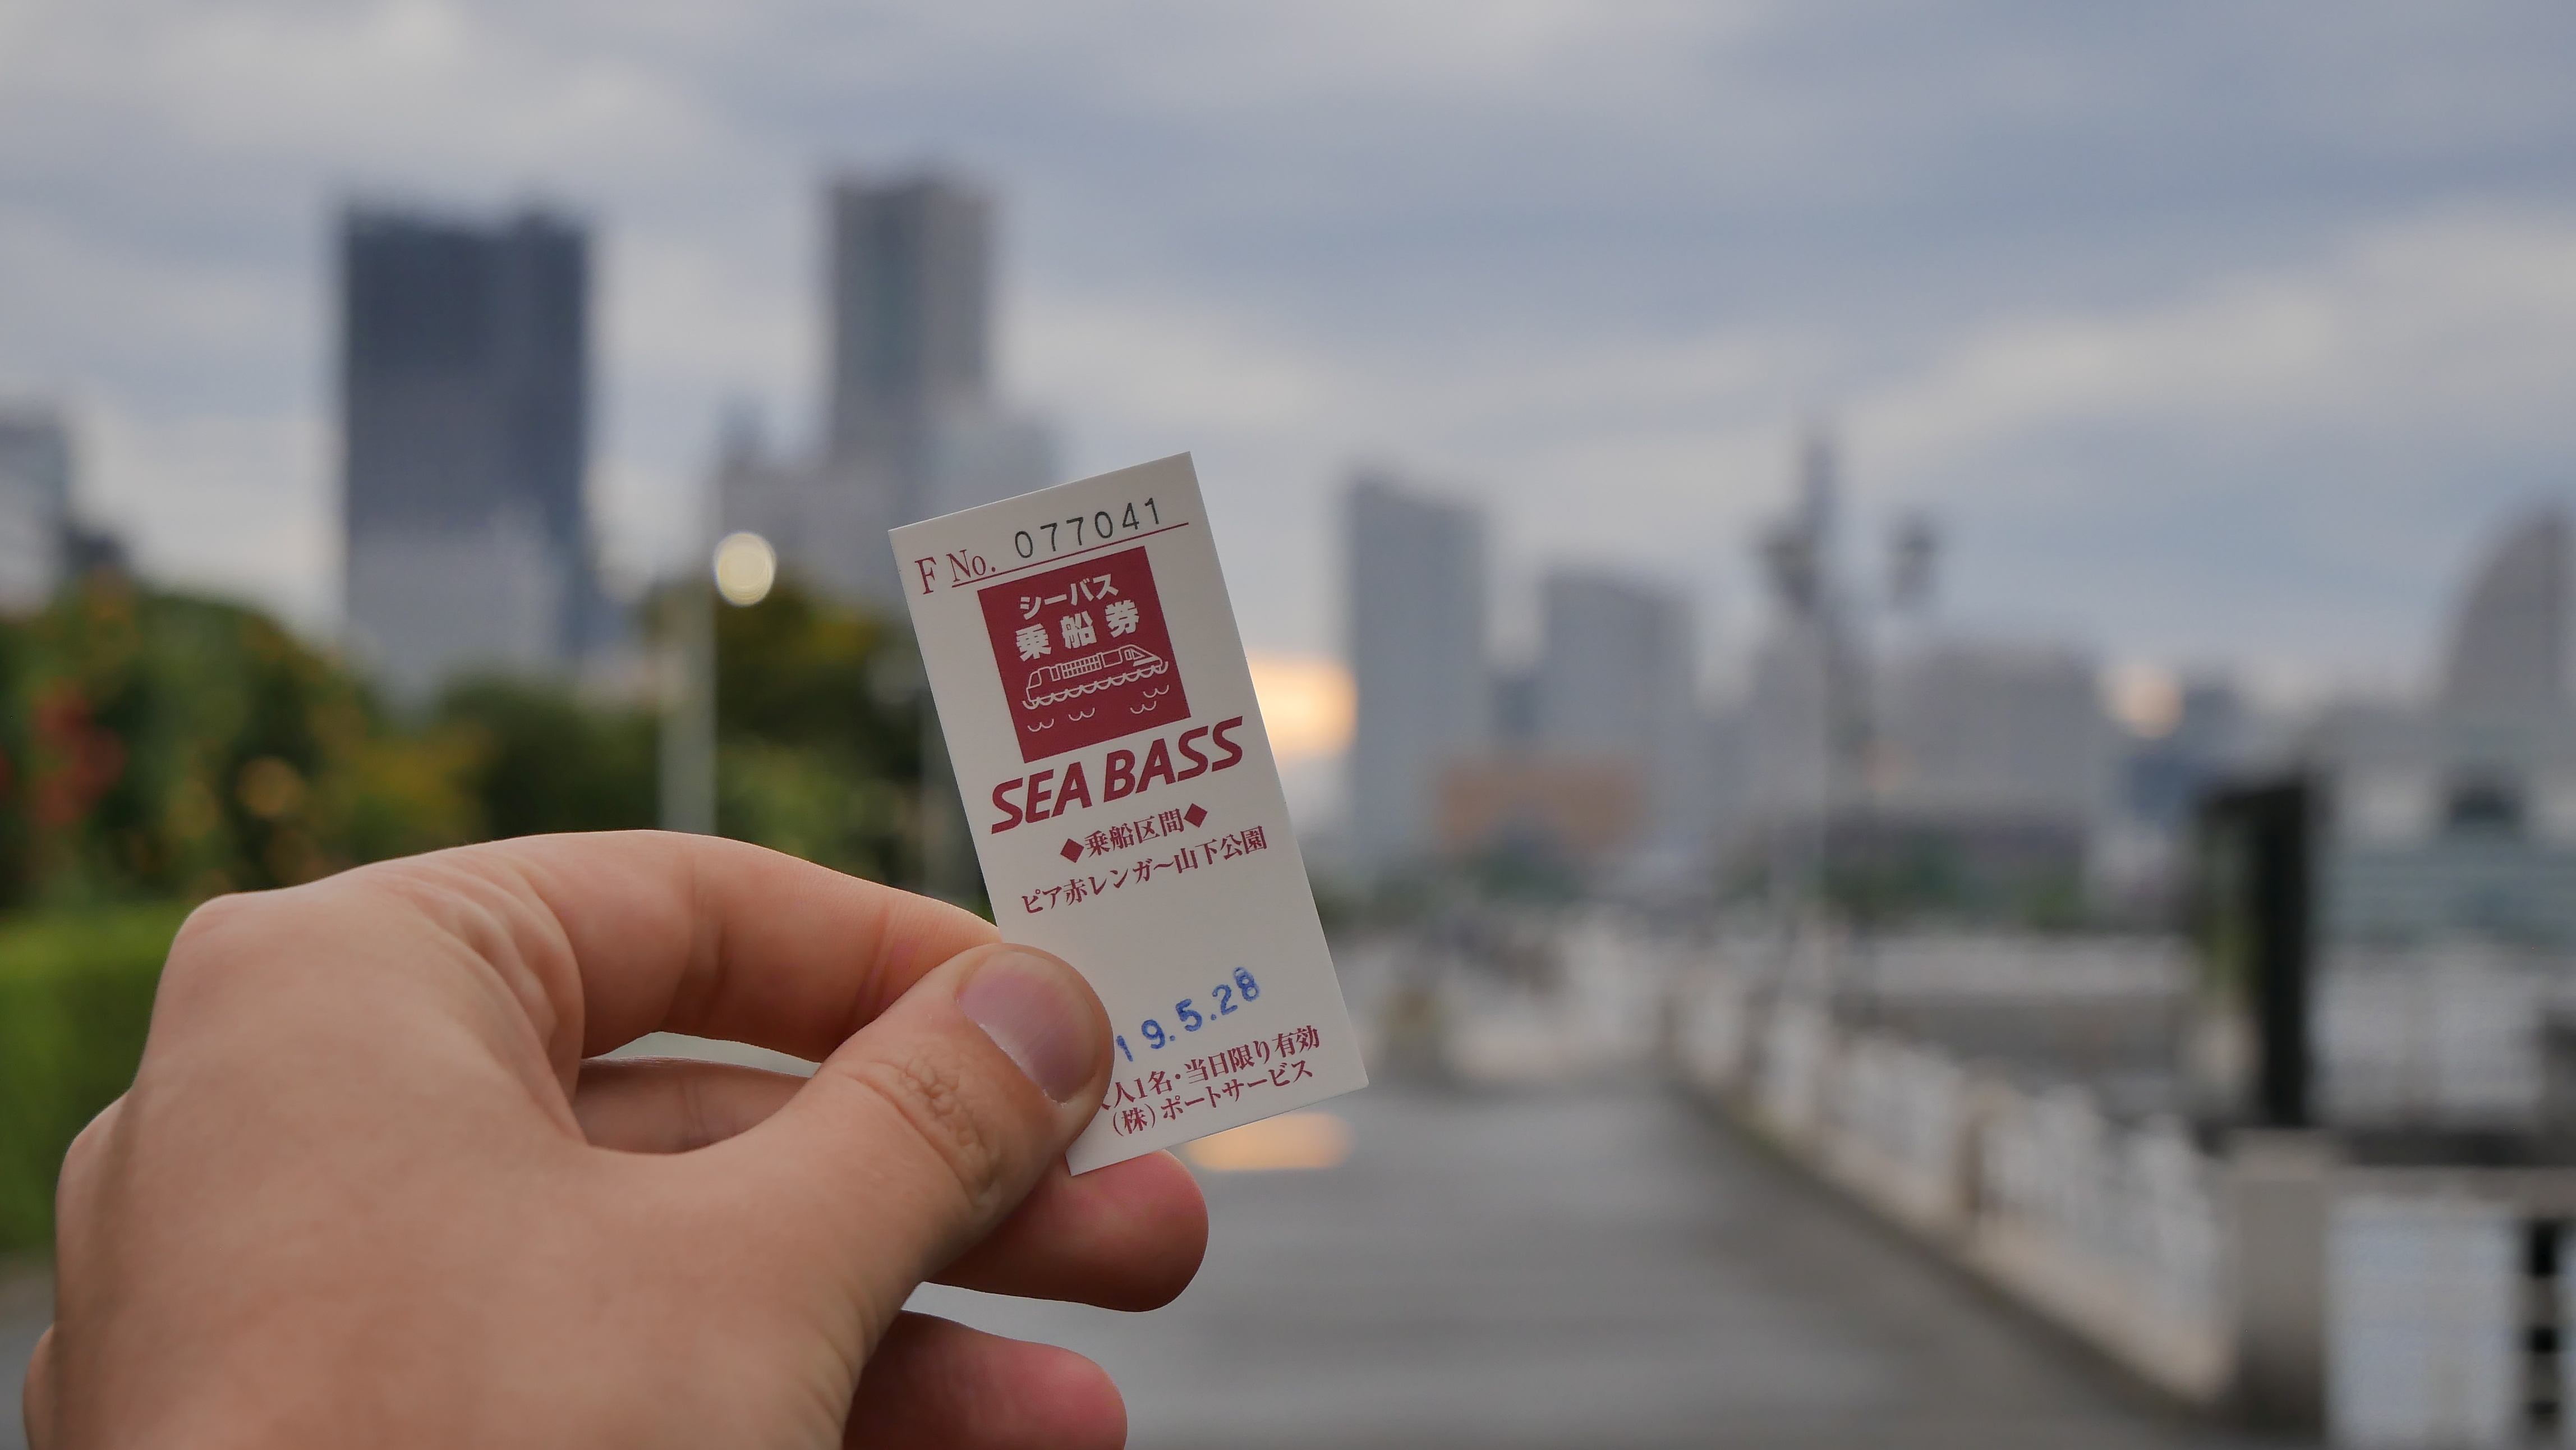 F No. 077041
シーバス
乗船券
SEA BASS
◆乗船区間◆
ピア赤レンガ～山下公園
19.5.28
人1名・当日限り有効
(株)ポートサービス